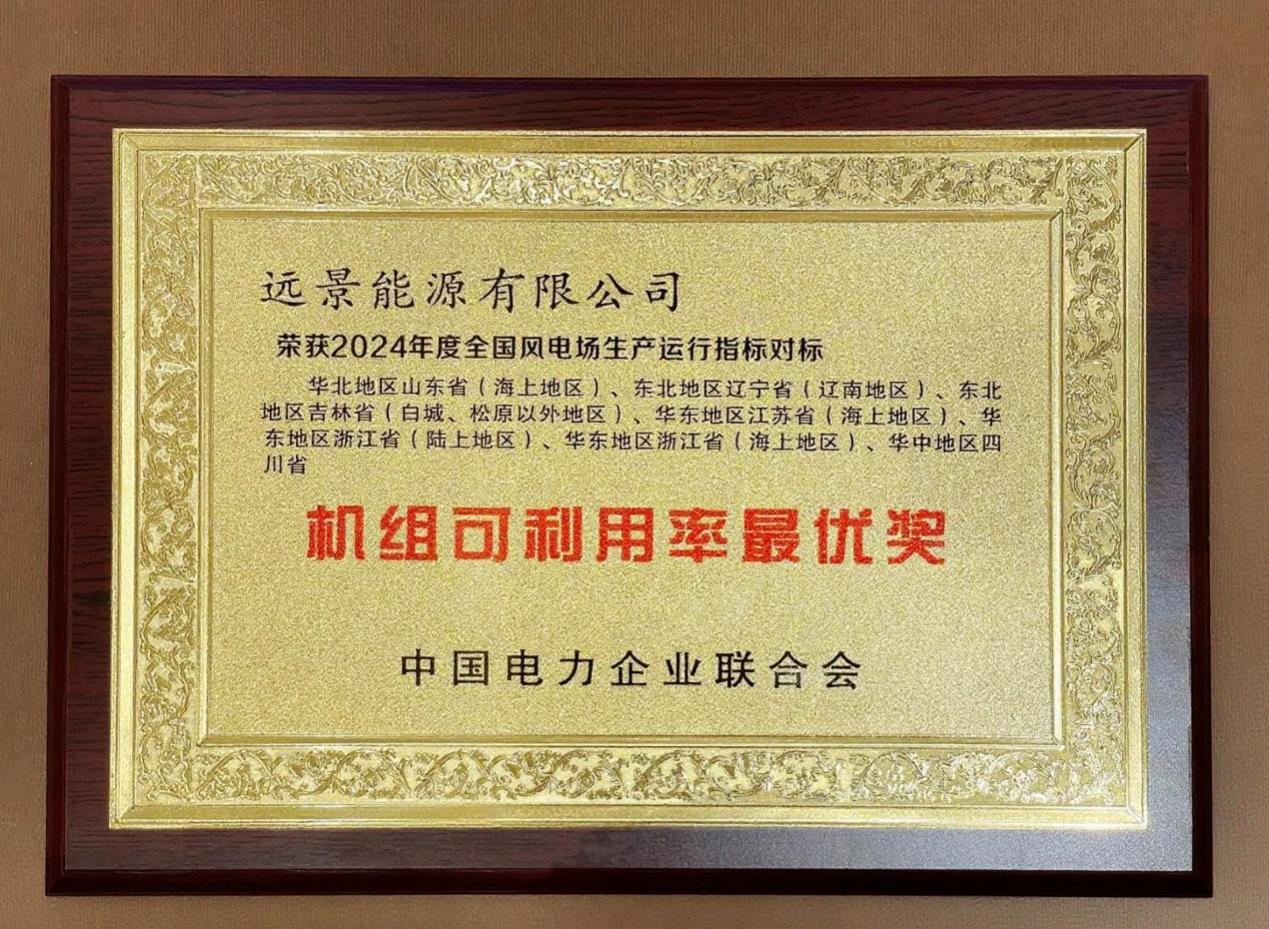 远景能源有限公司
荣获2024年度全国风电场生产运行指标对标
华北地区山东省（海上地区）、东北地区辽宁省（辽南地区）、东北
地区吉林省（白城、松原以外地区）、华东地区江苏省（海上地区）、华
东地区浙江省（陆上地区）、华东地区浙江省（海上地区）、华中地区四
川省
机组可利用率最优奖
中国电力企业联合会